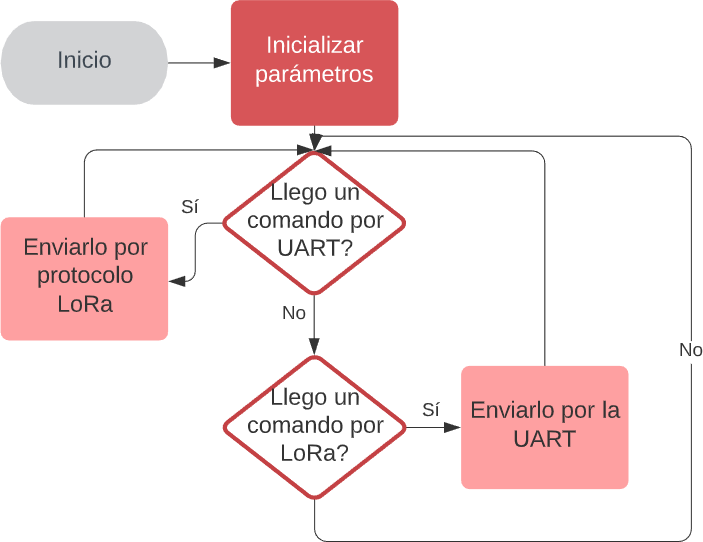 Inicio
Inicializar
parámetros
Llego un
comando por
UART?
Sí
Enviarlo por
protocolo
LoRa
No
Llego un
comando por
LoRa?
Sí
Enviarlo por la
UART
No